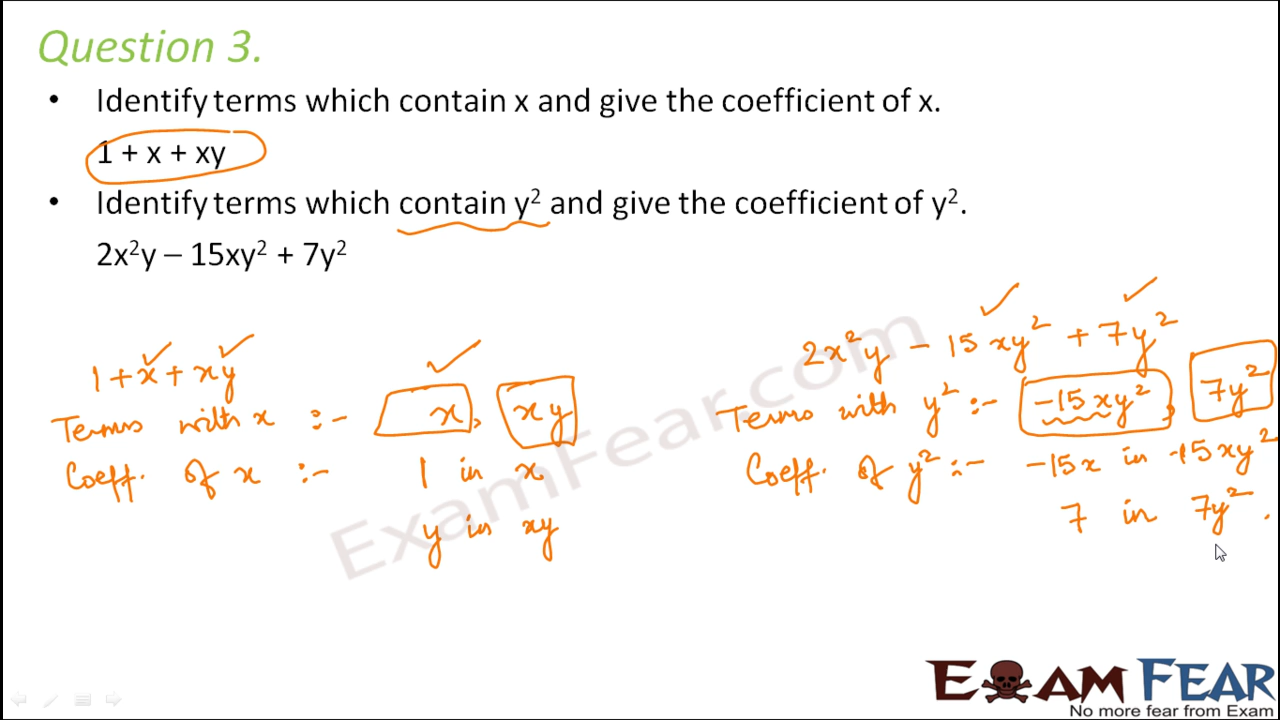 Question 3.
• Identify terms which contain x and give the coefficient of x.
1 + x + xy
• Identify terms which contain y² and give the coefficient of y².
2x²y – 15xy² + 7y²
1 + x + xy
Terms with x :- x, xy
Coeff. of x :- 1 in x
y in xy
2x²y - 15xy² + 7y²
Terms with y² :- -15xy², 7y²
Coeff. of y² :- -15x in -15xy²
7 in 7y².
ExamFear.com
EXAM FEAR
No more fear from Exam